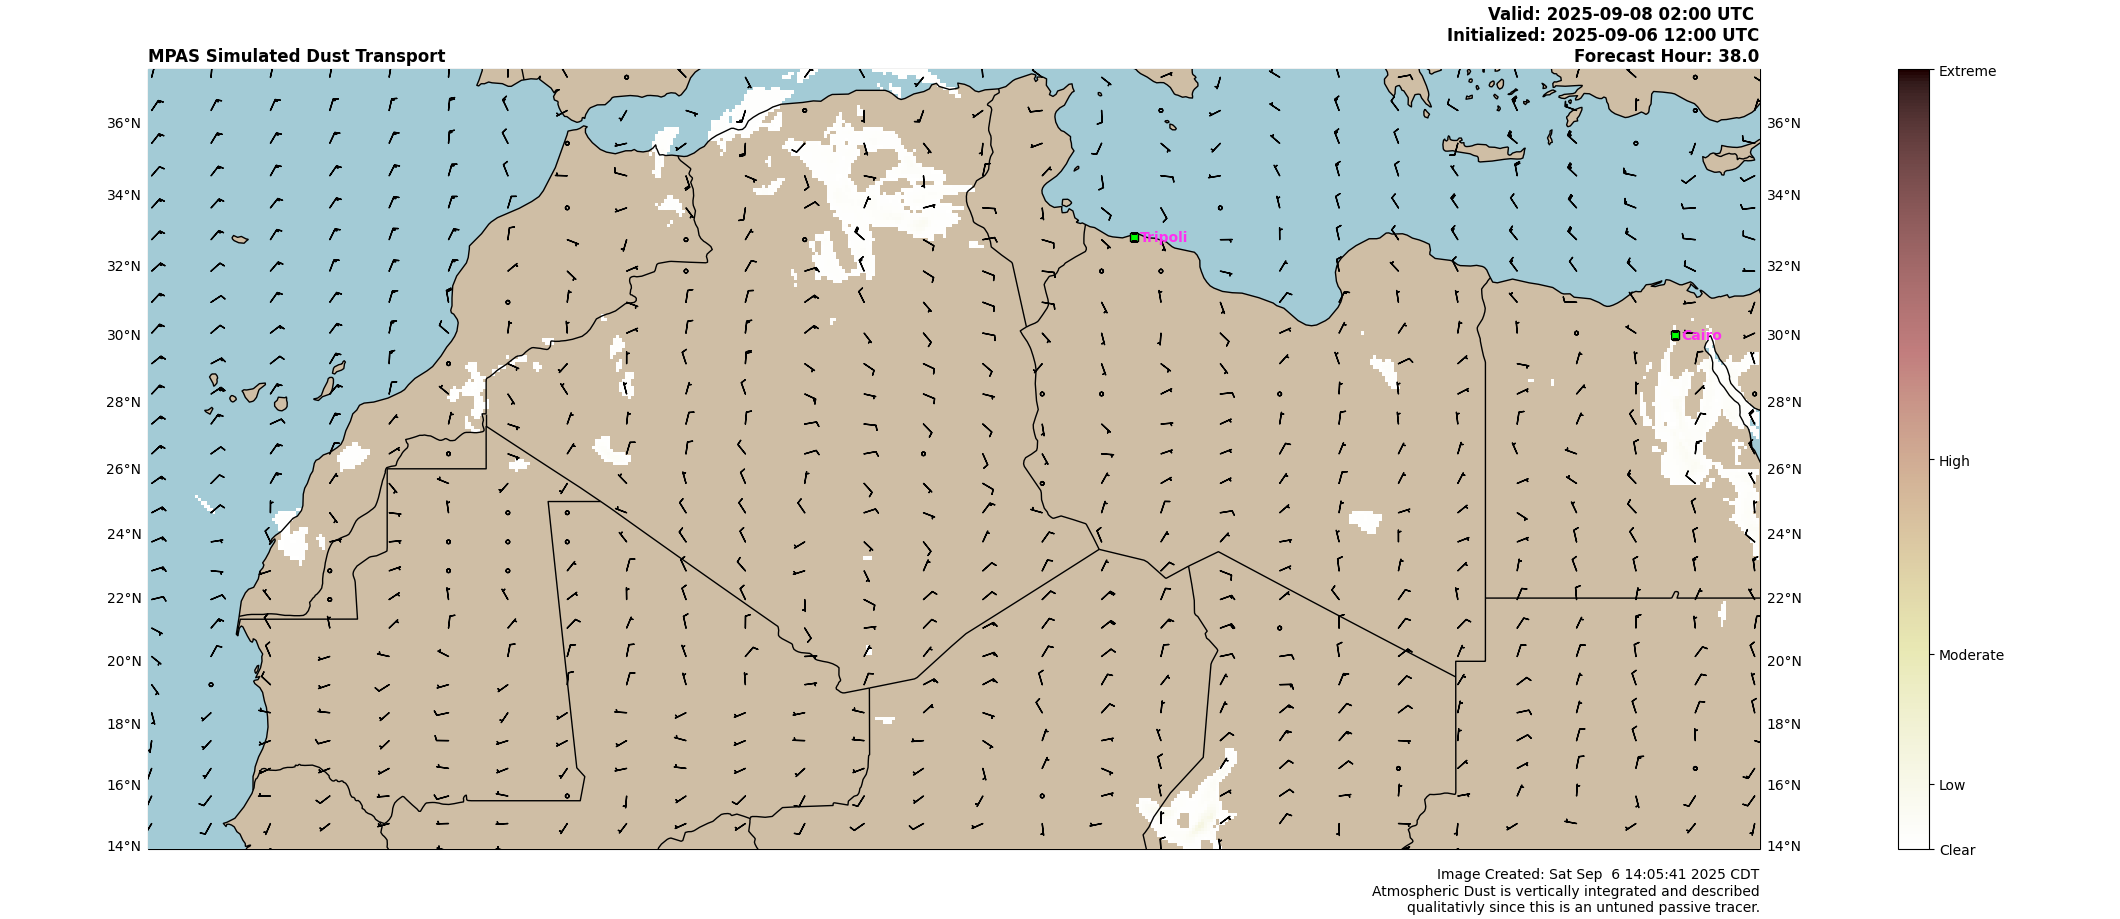 Valid: 2025-09-08 02:00 UTC
Initialized: 2025-09-06 12:00 UTC
MPAS Simulated Dust Transport
Forecast Hour: 38.0
Extreme
36°N
36°N
34°N
34°N
Tripoli
32°N
32°N
30°N
Cairo
30°N
28°N
28°N
26°N
26°N
High
24°N
24°N
22°N
22°N
20°N
20°N
Moderate
18°N
18°N
16°N
16°N
Low
14°N
14°N
Clear
Image Created: Sat Sep  6 14:05:41 2025 CDT
Atmospheric Dust is vertically integrated and described
qualitativly since this is an untuned passive tracer.